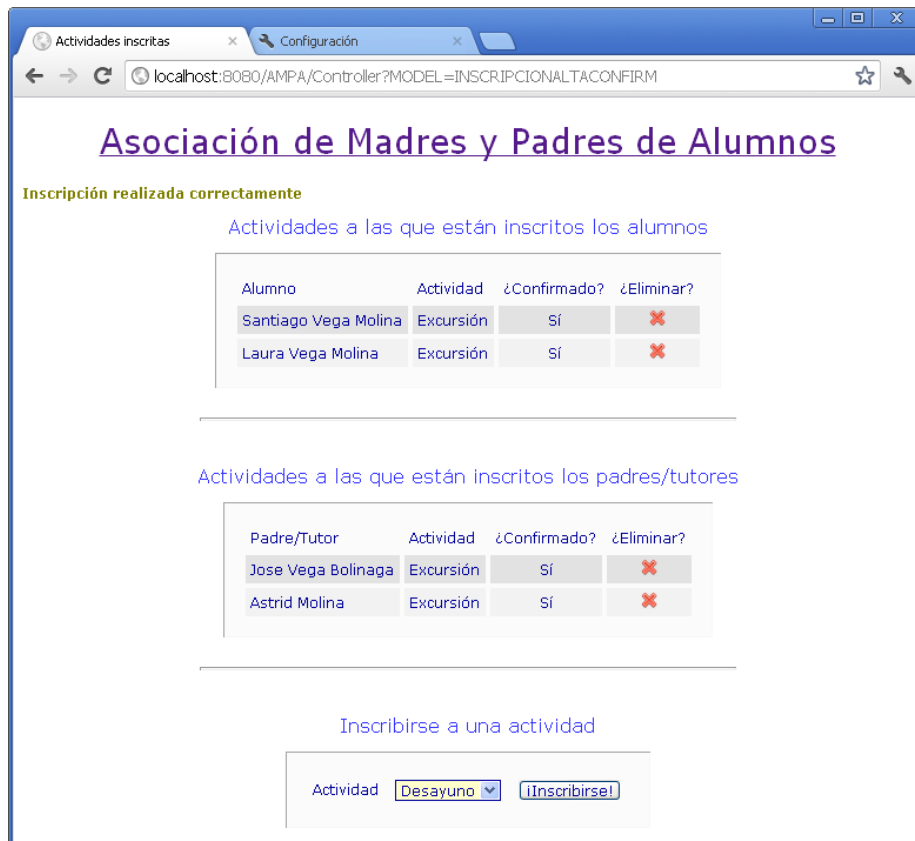 Actividades inscritas
Configuración
localhost:8080/AMPA/Controller?MODEL=INSCRIPCIONALTACONFIRM
Asociación de Madres y Padres de Alumnos
Inscripción realizada correctamente
Actividades a las que están inscritos los alumnos
Alumno Actividad ¿Confirmado? ¿Eliminar?
Santiago Vega Molina Excursión Sí
Laura Vega Molina Excursión Sí
Actividades a las que están inscritos los padres/tutores
Padre/Tutor Actividad ¿Confirmado? ¿Eliminar?
Jose Vega Bolinaga Excursión Sí
Astrid Molina Excursión Sí
Inscribirse a una actividad
Actividad Desayuno ¡Inscribirse!